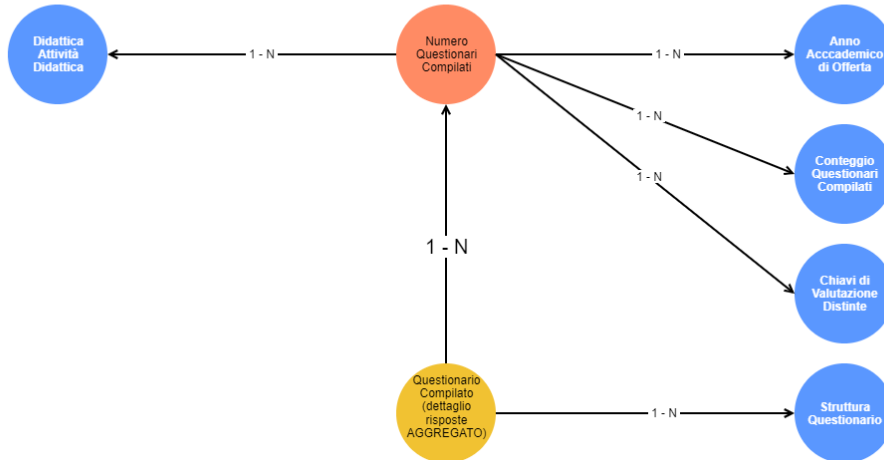 Didattica
Attività
Didattica
1 - N
Numero
Questionari
Compilati
1 - N
Anno
Acccademico
di Offerta
1 - N
Conteggio
Questionari
Compilati
1 - N
Chiavi di
Valutazione
Distinte
1 - N
Questionario
Compilato
(dettaglio
risposte
AGGREGATO)
1 - N
Struttura
Questionario